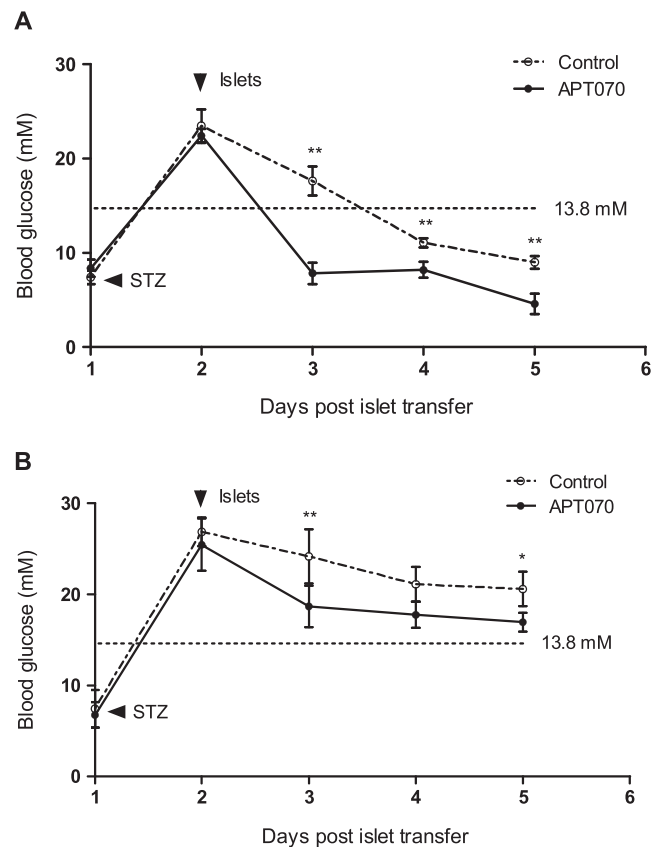 A
Control
APT070
Islets
**
**
**
13.8 mM
STZ
Blood glucose (mM)
30
20
10
0
1 2 3 4 5 6
Days post islet transfer
B
Control
APT070
Islets
**
*
13.8 mM
STZ
Blood glucose (mM)
30
20
10
0
1 2 3 4 5 6
Days post islet transfer